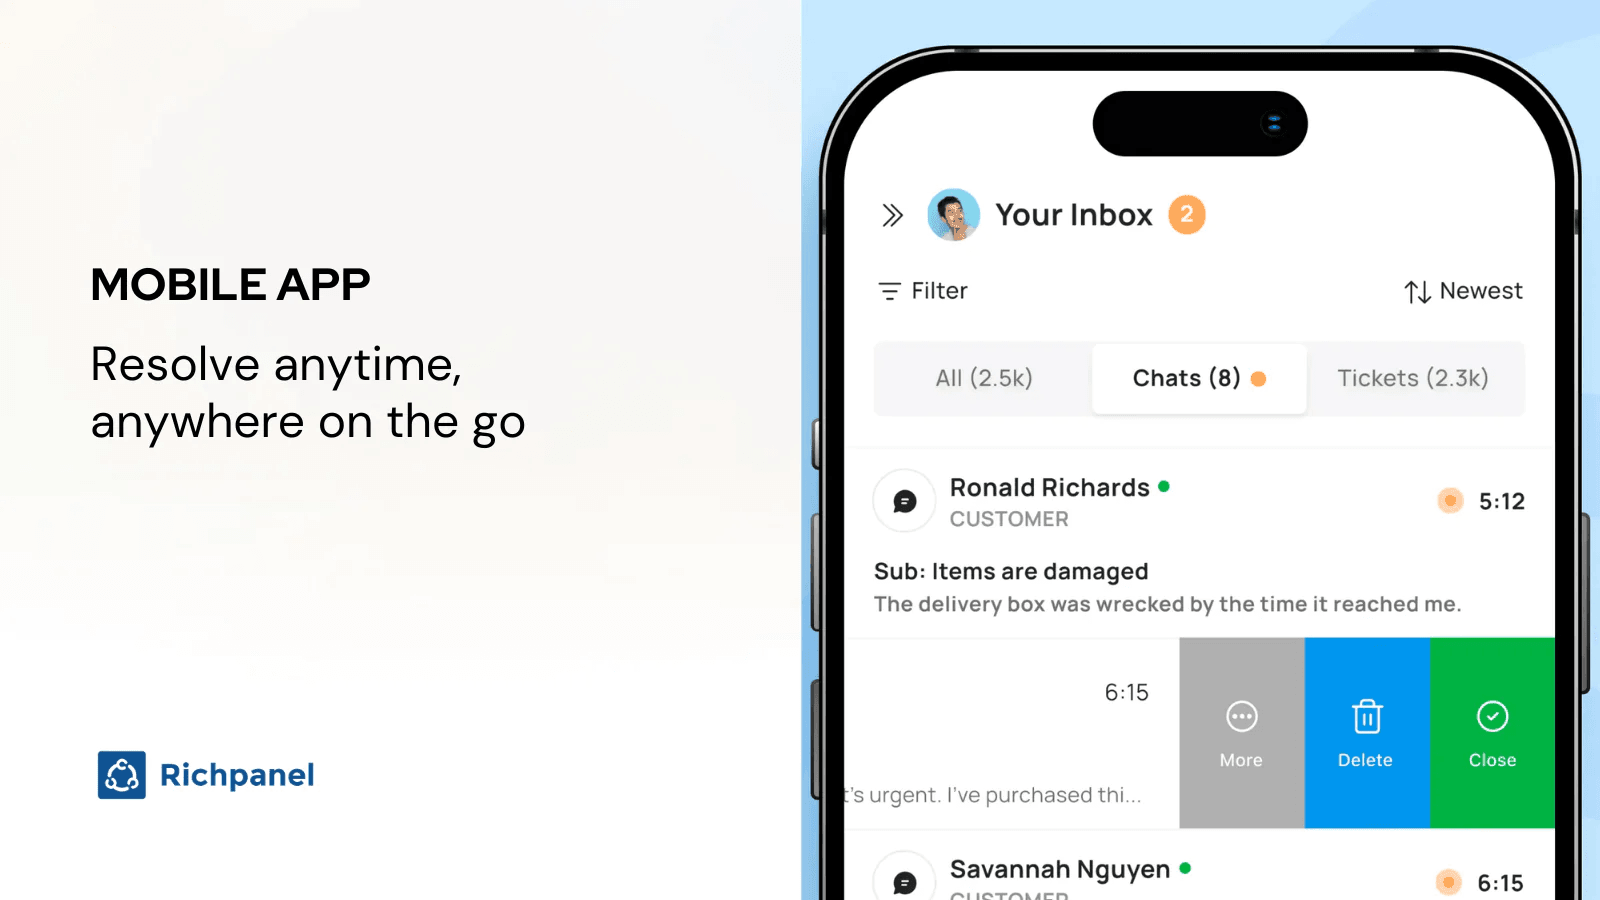 MOBILE APP
Resolve anytime,
anywhere on the go
Richpanel
Your Inbox 2
Filter
Newest
All (2.5k)
Chats (8)
Tickets (2.3k)
Ronald Richards
5:12
CUSTOMER
Sub: Items are damaged
The delivery box was wrecked by the time it reached me.
6:15
t's urgent. I've purchased thi...
More
Delete
Close
Savannah Nguyen
6:15
CUSTOMER